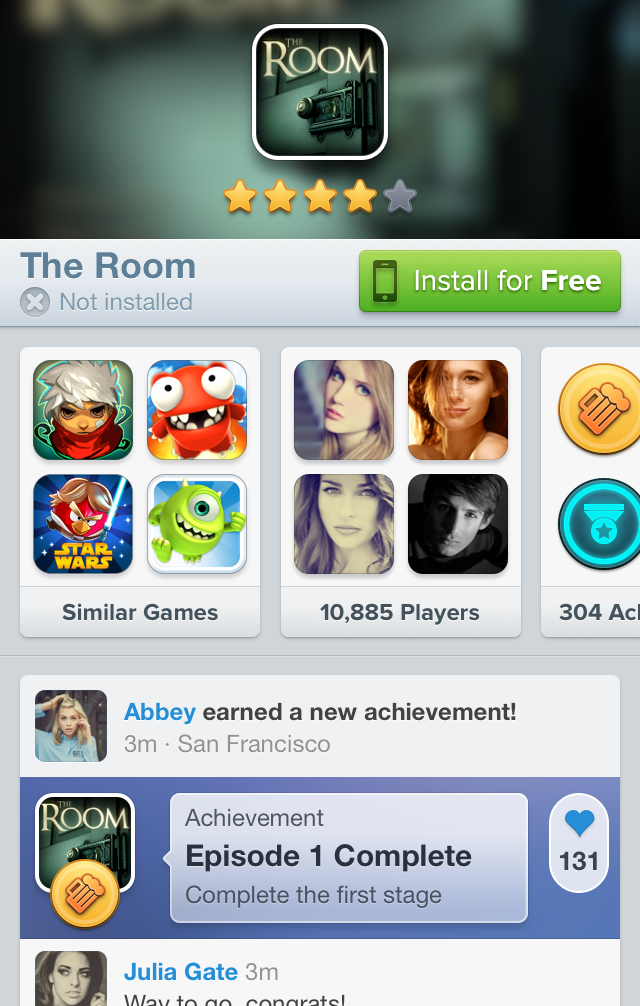 THE
ROOM
The Room
Not installed
Install for Free
STAR
WARS
Similar Games
10,885 Players
304 Ac
Abbey earned a new achievement!
3m · San Francisco
THE
ROOM
Achievement
Episode 1 Complete
Complete the first stage
131
Julia Gate 3m
Way to go, congrats!